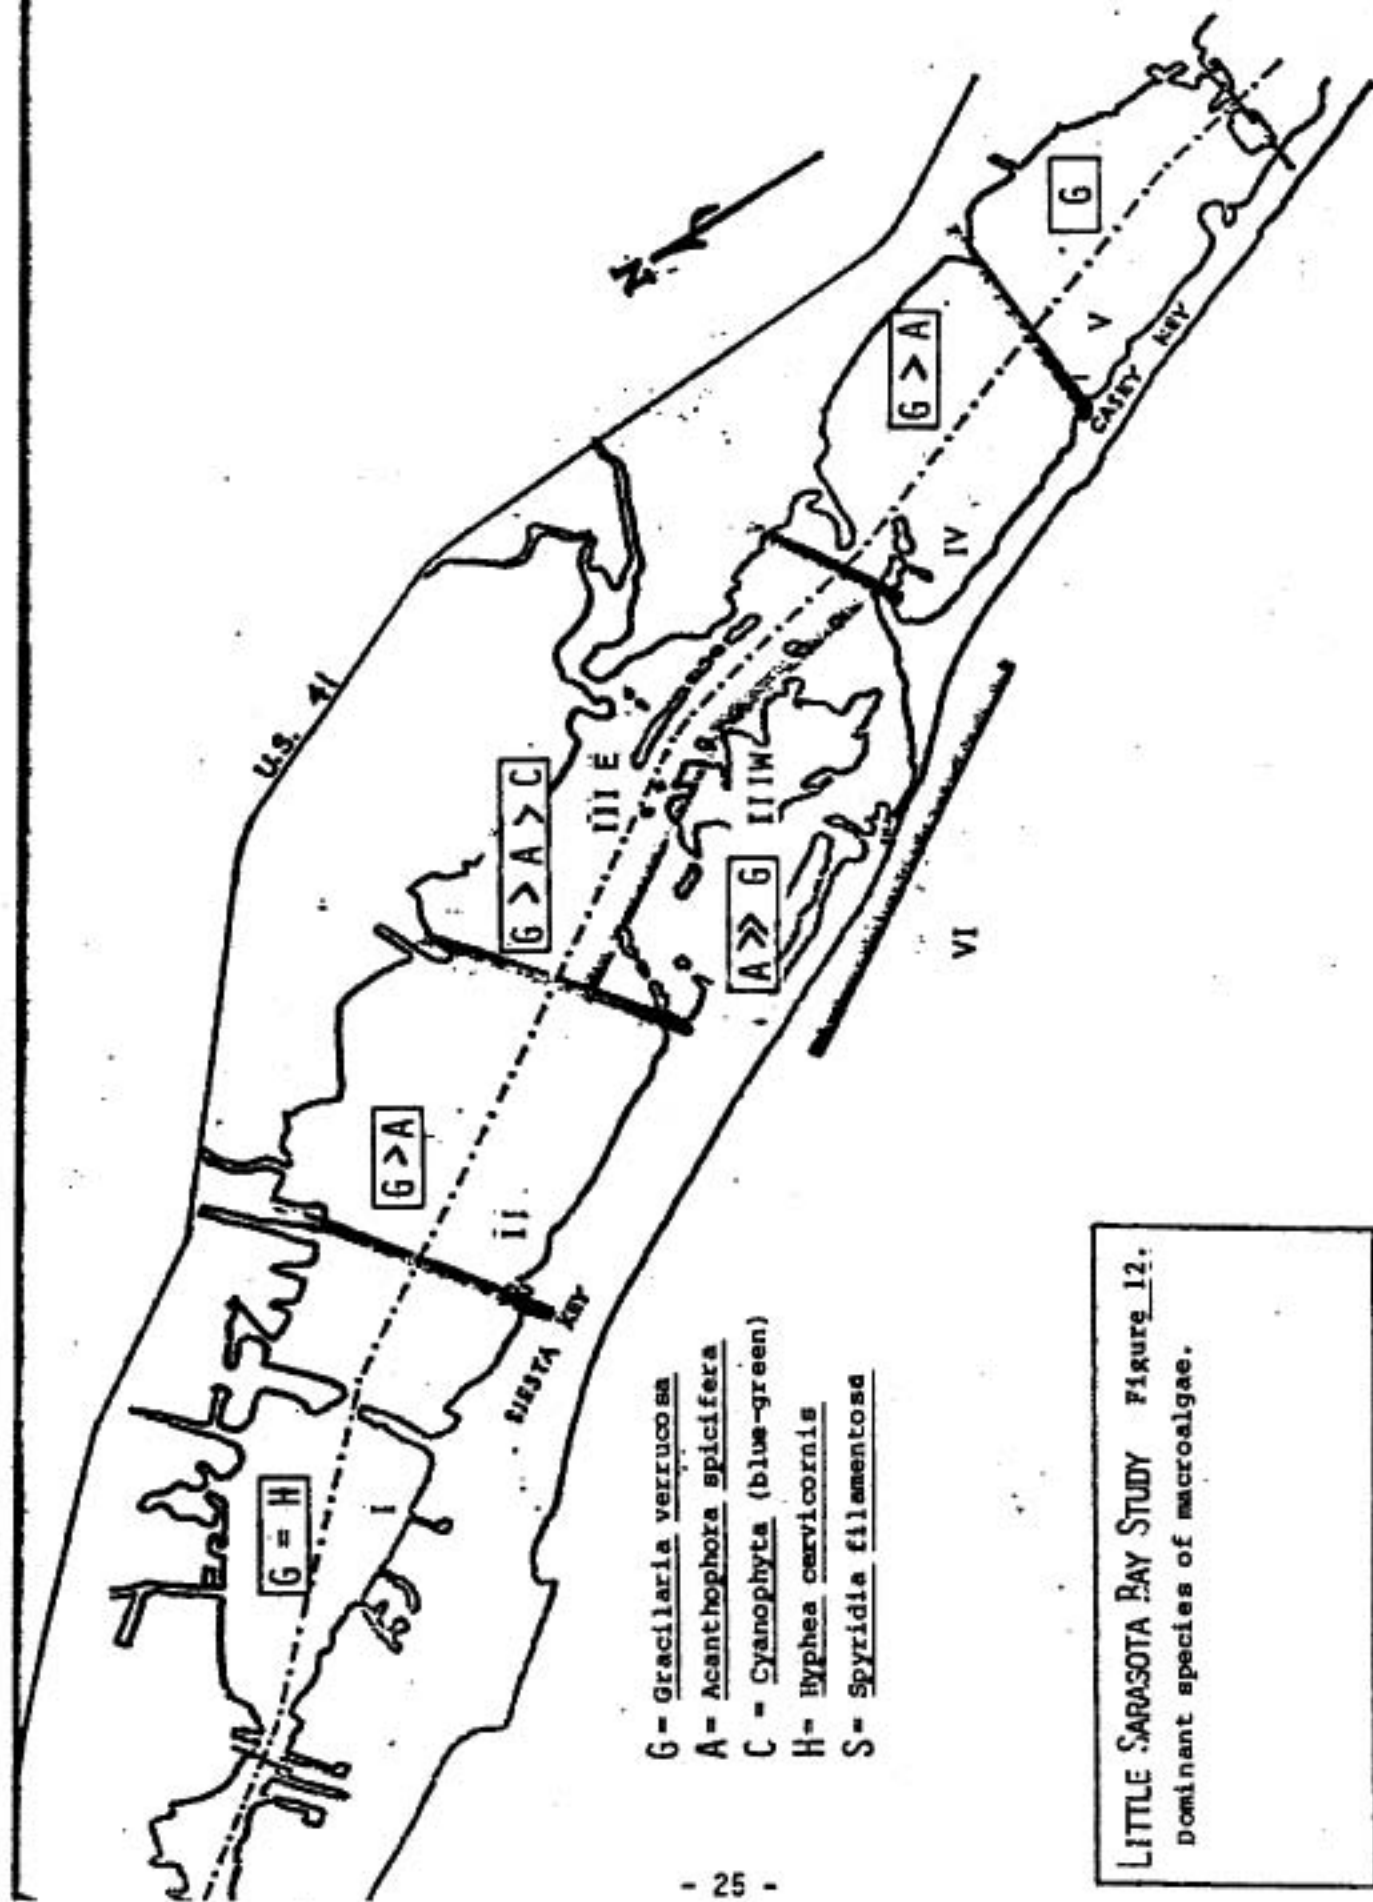 U.S. 41
N
G = H
I
G > A
II
G > A > C
III E
A >> G
IIIW
G > A
IV
G
V
VI
SIESTA KEY
CASEY KEY
G= Gracilaria verrucosa
A= Acanthophora spicifera
C = Cyanophyta (blue-green)
H= Hyphea cervicornis
S= Spyridia filamentosa
LITTLE SARASOTA BAY STUDY Figure 12.
Dominant species of macroalgae.
- 25 -